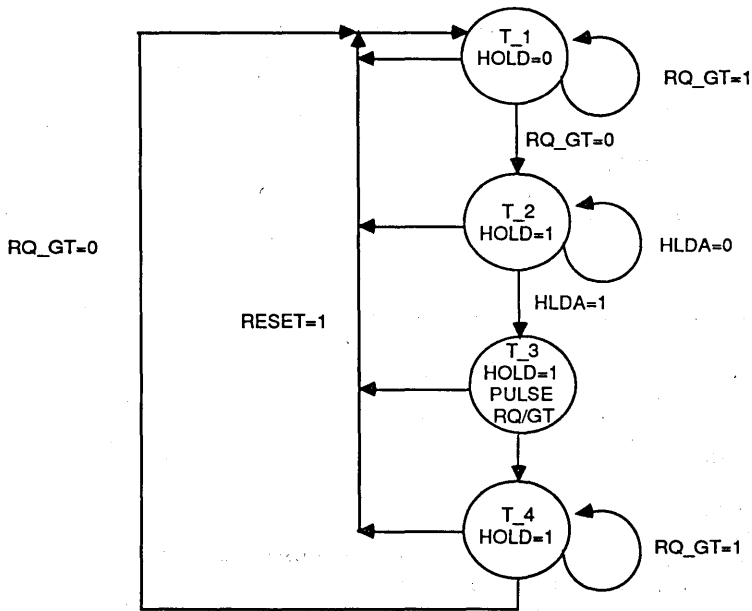 T_1
HOLD=0
RQ_GT=1
RQ_GT=0
T_2
HOLD=1
RQ_GT=0
HLDA=0
HLDA=1
RESET=1
T_3
HOLD=1
PULSE
RQ/GT
T_4
HOLD=1
RQ_GT=1